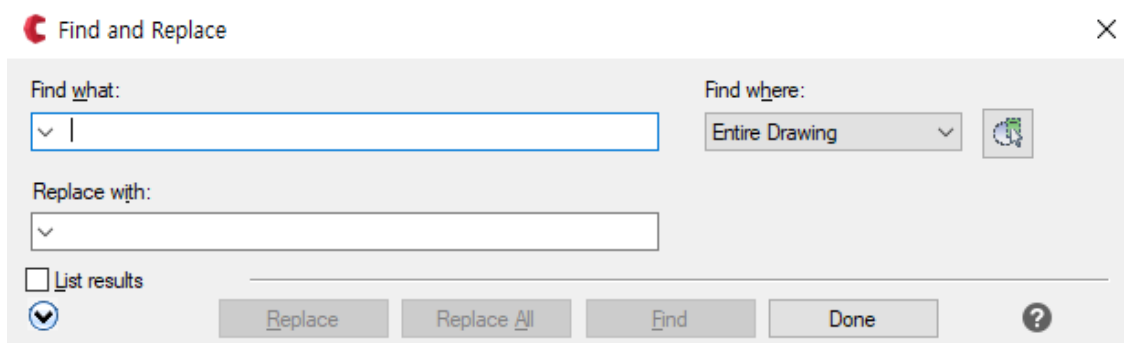 Find and Replace
Find what:
Find where:
Entire Drawing
Replace with:
List results
Replace
Replace All
Find
Done